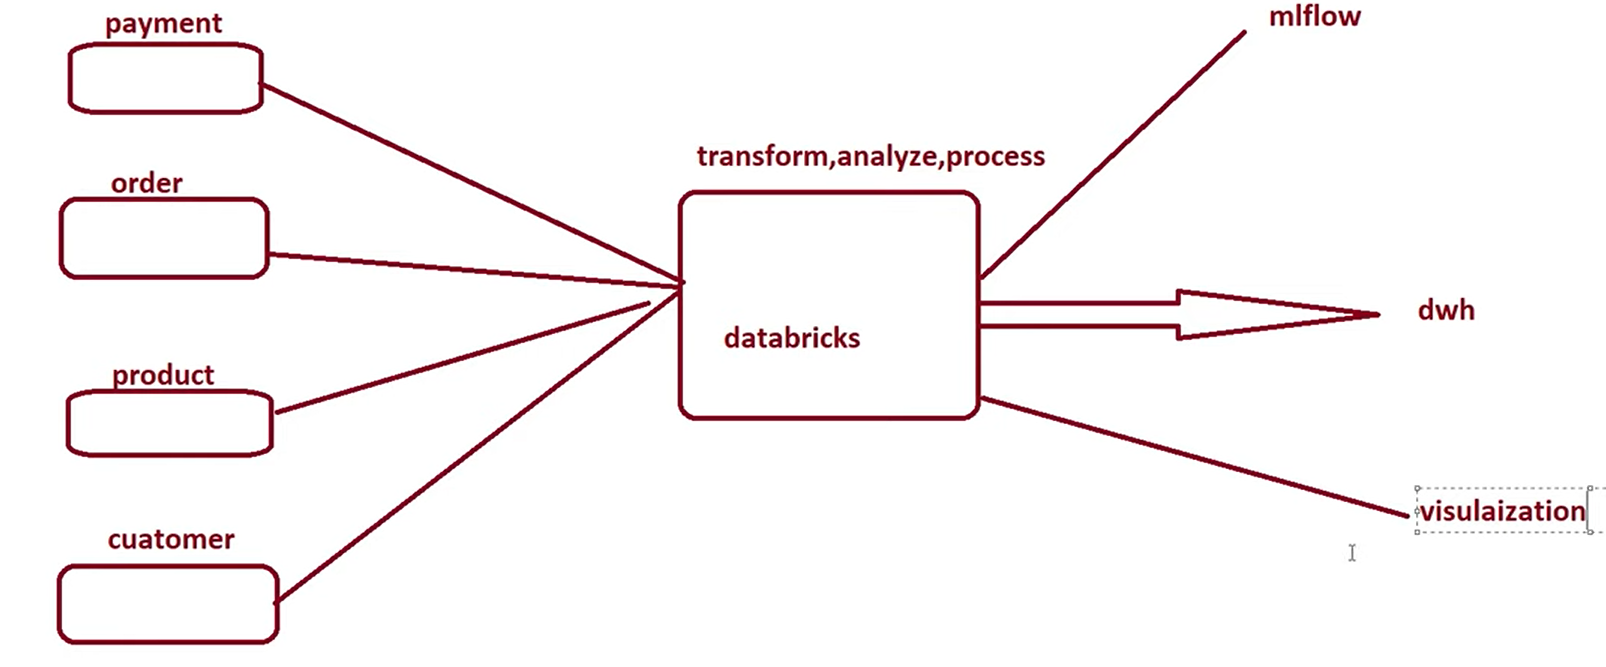 payment
order
product
cuatomer
transform,analyze,process
databricks
mlflow
dwh
visulaization